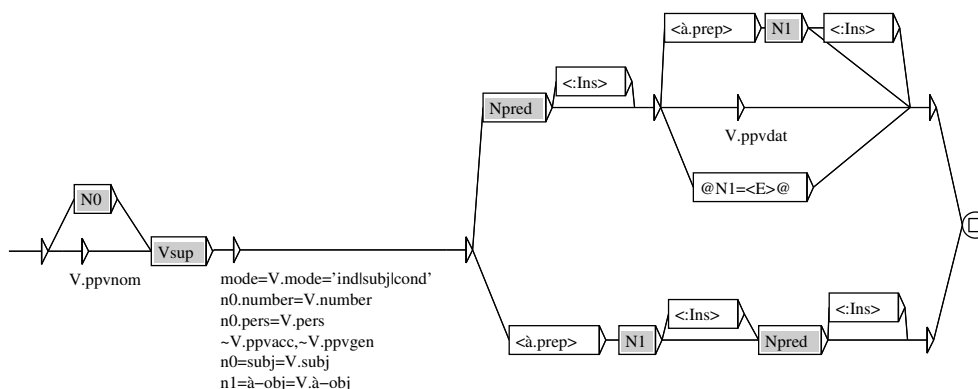 <à.prep> N1 <:Ins>
<:Ins>
Npred
V.ppvdat
@N1=<E>@
N0
V.ppvnom
Vsup
mode=V.mode=’ind|subj|cond’
n0.number=V.number
n0.pers=V.pers
~V.ppvacc,~V.ppvgen
n0=subj=V.subj
n1=à−obj=V.à−obj
<:Ins> <:Ins>
<à.prep> N1 Npred